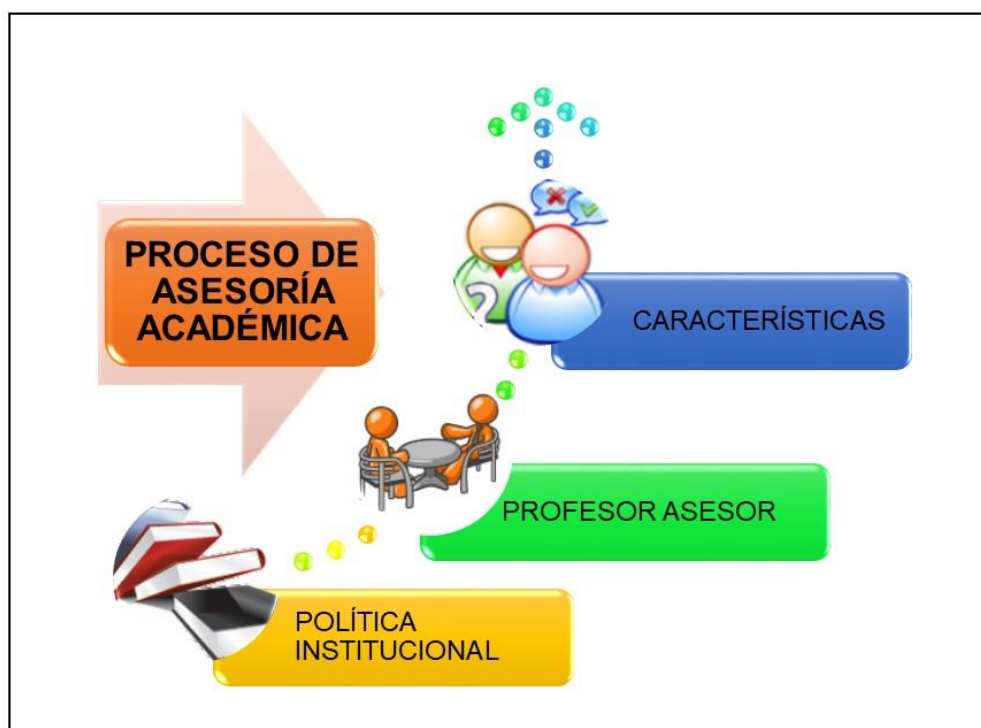 PROCESO DE
ASESORÍA
ACADÉMICA
CARACTERÍSTICAS
PROFESOR ASESOR
POLÍTICA
INSTITUCIONAL